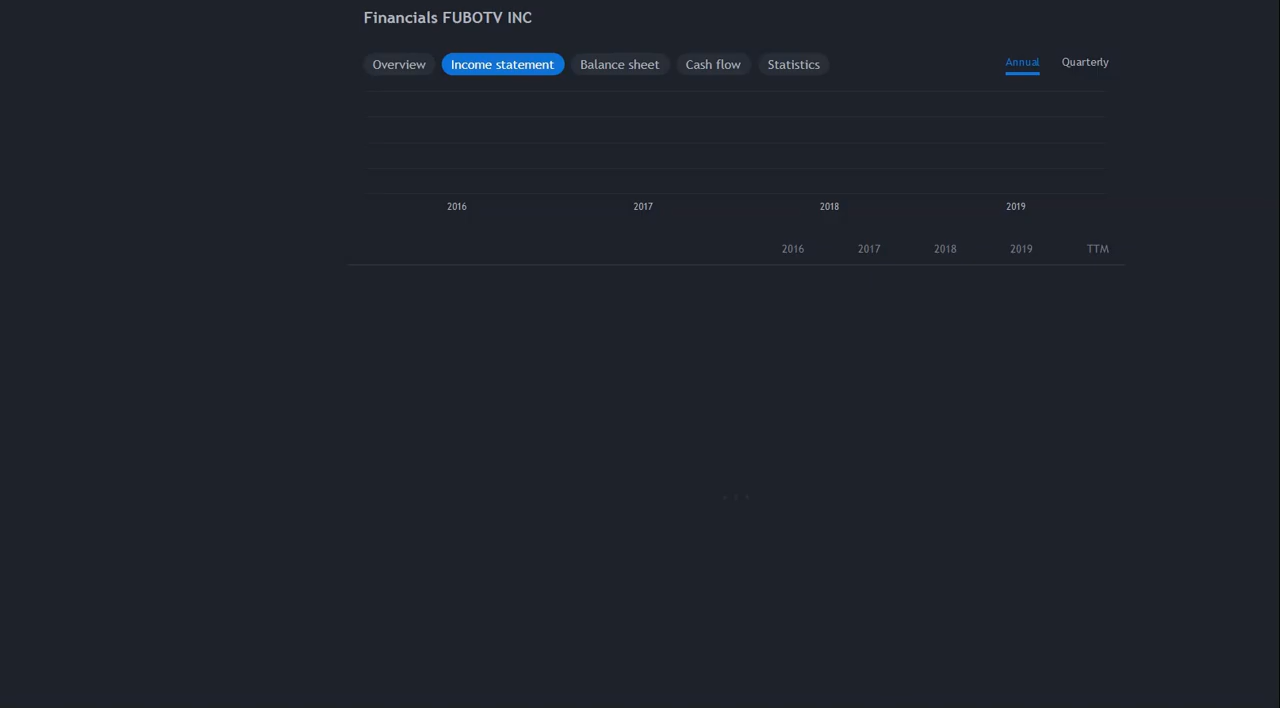 Financials FUBOTV INC
Overview Income statement Balance sheet Cash flow Statistics Annual Quarterly
2016 2017 2018 2019
2016 2017 2018 2019 TTM